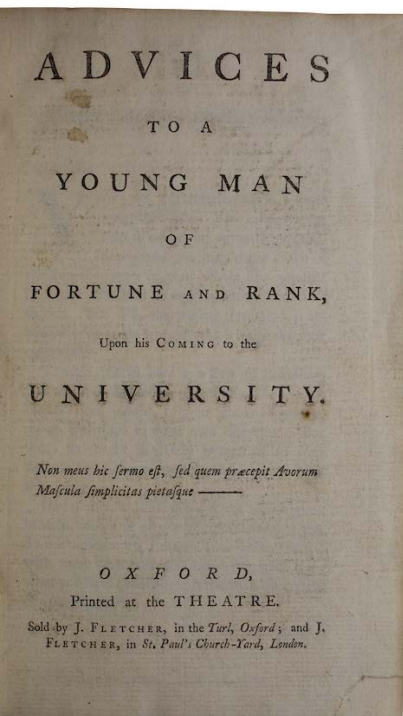 ADVICES
TO A
YOUNG MAN
OF
FORTUNE AND RANK,
Upon his COMING to the
UNIVERSITY.
Non meus hic ſermo eſt, ſed quem præcepit Avorum
Maſcula ſimplicitas pietaſque ———
OXFORD,
Printed at the THEATRE.
Sold by J. FLETCHER, in the Turl, Oxford; and J.
FLETCHER, in St. Paul's Church-Yard, London.